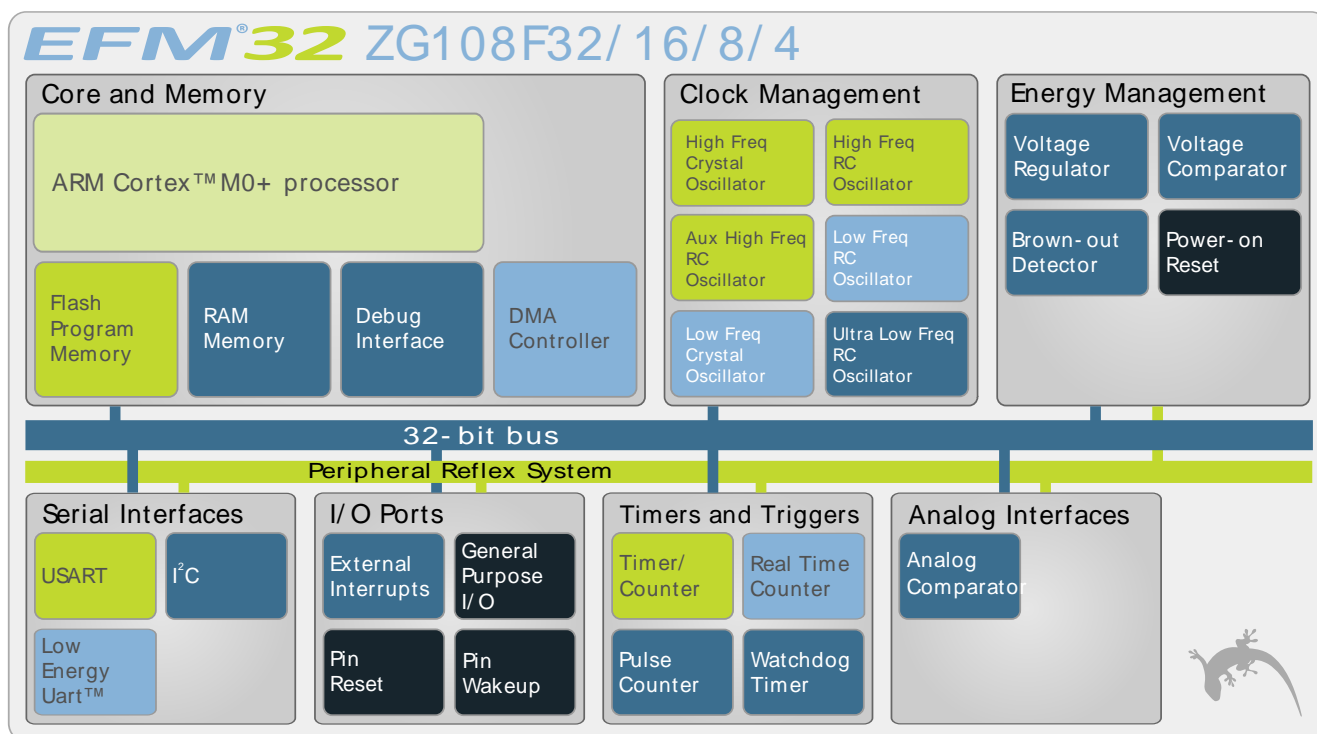 EFM®32 ZG108F32/16/8/4
Core and Memory
ARM Cortex™ M0+ processor
Flash
Program
Memory
RAM
Memory
Debug
Interface
DMA
Controller
Clock Management
High Freq
Crystal
Oscillator
High Freq
RC
Oscillator
Aux High Freq
RC
Oscillator
Low Freq
RC
Oscillator
Low Freq
Crystal
Oscillator
Ultra Low Freq
RC
Oscillator
Energy Management
Voltage
Regulator
Voltage
Comparator
Brown-out
Detector
Power-on
Reset
32-bit bus
Peripheral Reflex System
Serial Interfaces
USART
I²C
Low
Energy
Uart™
I/O Ports
External
Interrupts
General
Purpose
I/O
Pin
Reset
Pin
Wakeup
Timers and Triggers
Timer/
Counter
Real Time
Counter
Pulse
Counter
Watchdog
Timer
Analog Interfaces
Analog
Comparator